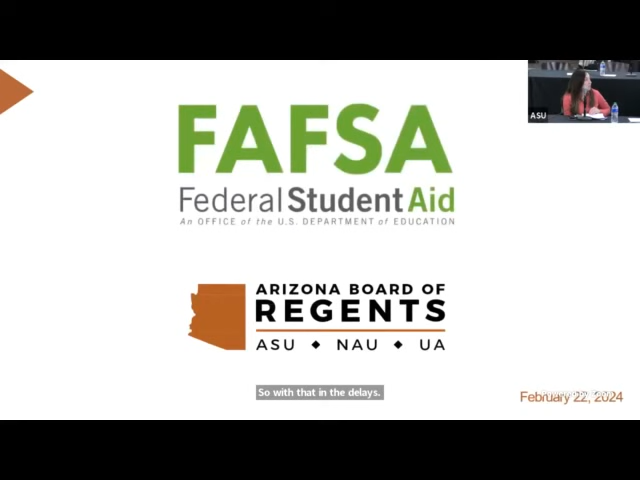 FAFSA
Federal Student Aid
An OFFICE of the U.S. DEPARTMENT of EDUCATION
ASU
ARIZONA BOARD OF
REGENTS
ASU ◆ NAU ◆ UA
So with that in the delays.
February 22, 2024